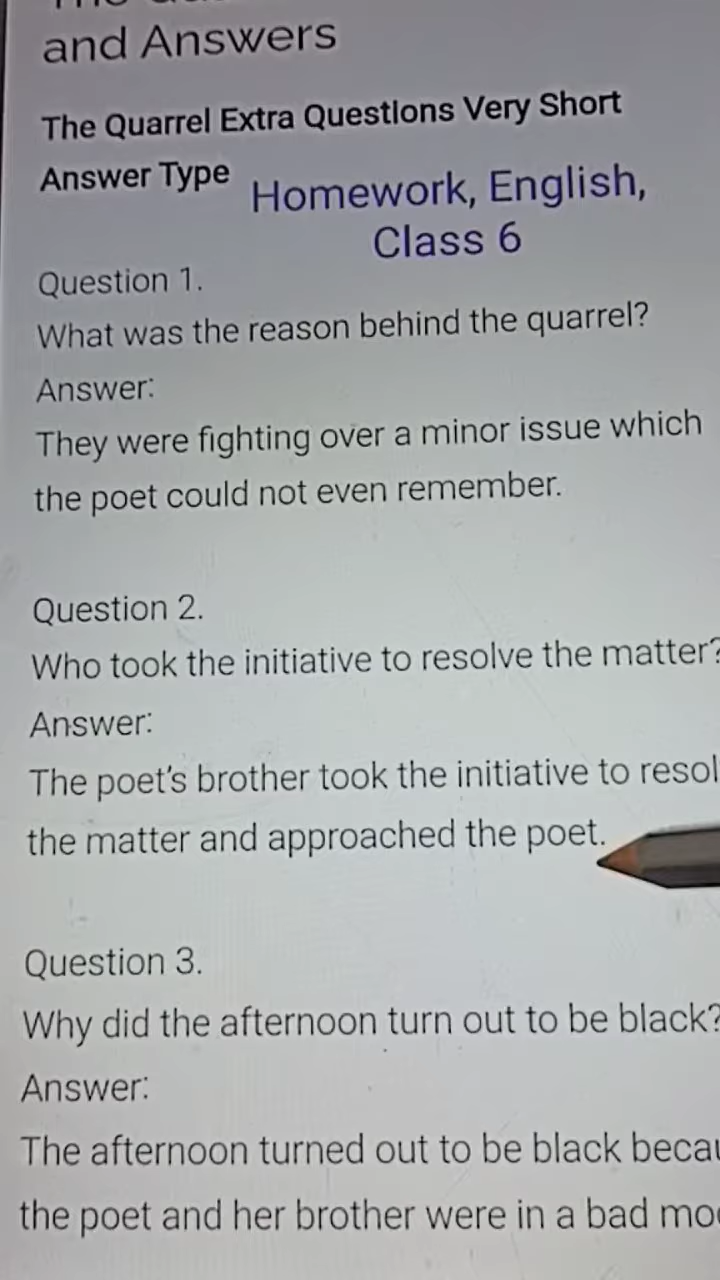 and Answers
The Quarrel Extra Questions Very Short
Answer Type
Homework, English,
Class 6
Question 1.
What was the reason behind the quarrel?
Answer:
They were fighting over a minor issue which
the poet could not even remember.
Question 2.
Who took the initiative to resolve the matter?
Answer:
The poet's brother took the initiative to
the matter and approached the poet.
Question 3.
Why did the afternoon turn out to be black?
Answer:
The afternoon turned out to be black
the poet and her brother were in a bad